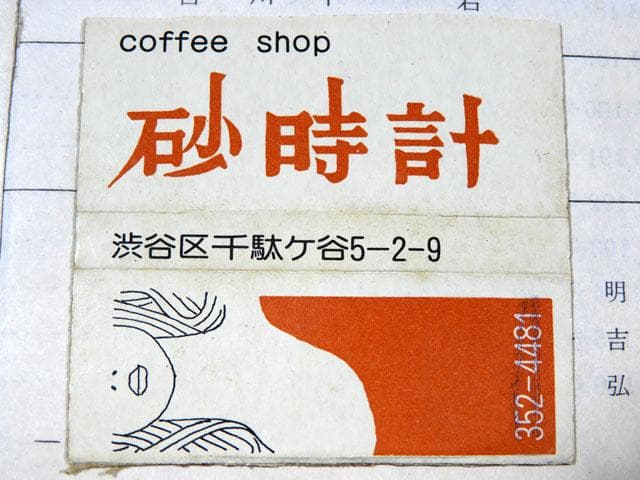 coffee shop
砂時計
渋谷区千駄ケ谷5-2-9
352-4481
明吉弘